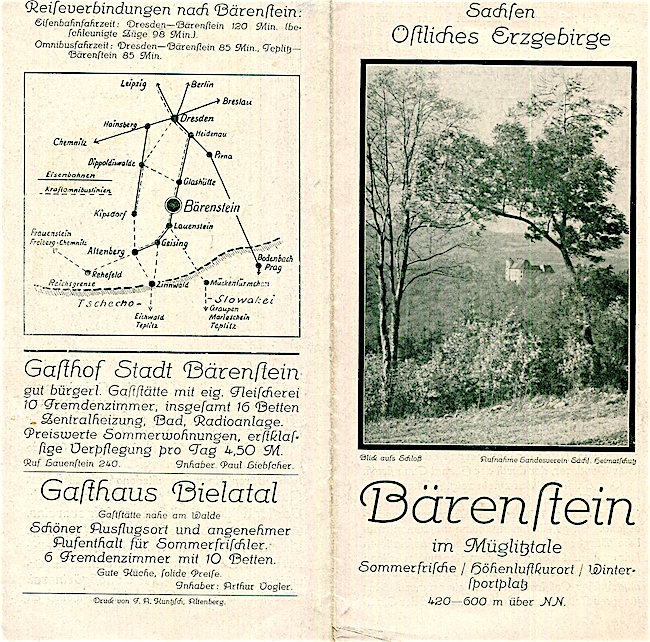 Reiseverbindungen nach Bärenstein:
Eisenbahnfahrzeit: Dresden—Bärenstein 120 Min. (be-
schleunigte Züge 98 Min.).
Omnibusfahrzeit: Dresden—Bärenstein 85 Min., Teplitz—
Bärenstein 85 Min.
Leipzig
Berlin
Breslau
Dresden
Hainsberg
Heidenau
Chemnitz
Pirna
Dippoldiswalde
Eisenbahnen
Glashütte
Kraftomnibuslinien
Kipsdorf
Bärenstein
Lauenstein
Frauenstein
Freiberg-Chemnitz
Altenberg
Geising
Bodenbach
Prag
Rehefeld
Reichsgrenze
Zinnwald
Mückentürmchen
Tschecho-
-Slowakei
Eichwald
Teplitz
Graupen
Mariaschein
Teplitz
Gasthof Stadt Bärenstein
gut bürgerl. Gaststätte mit eig. Fleischerei
10 Fremdenzimmer, insgesamt 16 Betten
Zentralheizung, Bad, Radioanlage.
Preiswerte Sommerwohnungen, erstklas-
sige Verpflegung pro Tag 4,50 M.
Ruf Lauenstein 240. Inhaber Paul Liebscher.
Gasthaus Bielatal
Gaststätte nahe am Walde
Schöner Ausflugsort und angenehmer
Aufenthalt für Sommerfrischler.
6 Fremdenzimmer mit 10 Betten.
Gute Küche, solide Preise.
Inhaber: Arthur Vogler.
Druck von F. A. Kuntzsch, Altenberg.
Sachsen
Östliches Erzgebirge
Blick aufs Schloß Aufnahme Landesverein Sächs. Heimatschutz
Bärenstein
im Müglitztale
Sommerfrische / Höhenluftkurort / Winter-
sportplatz
420—600 m über NN.